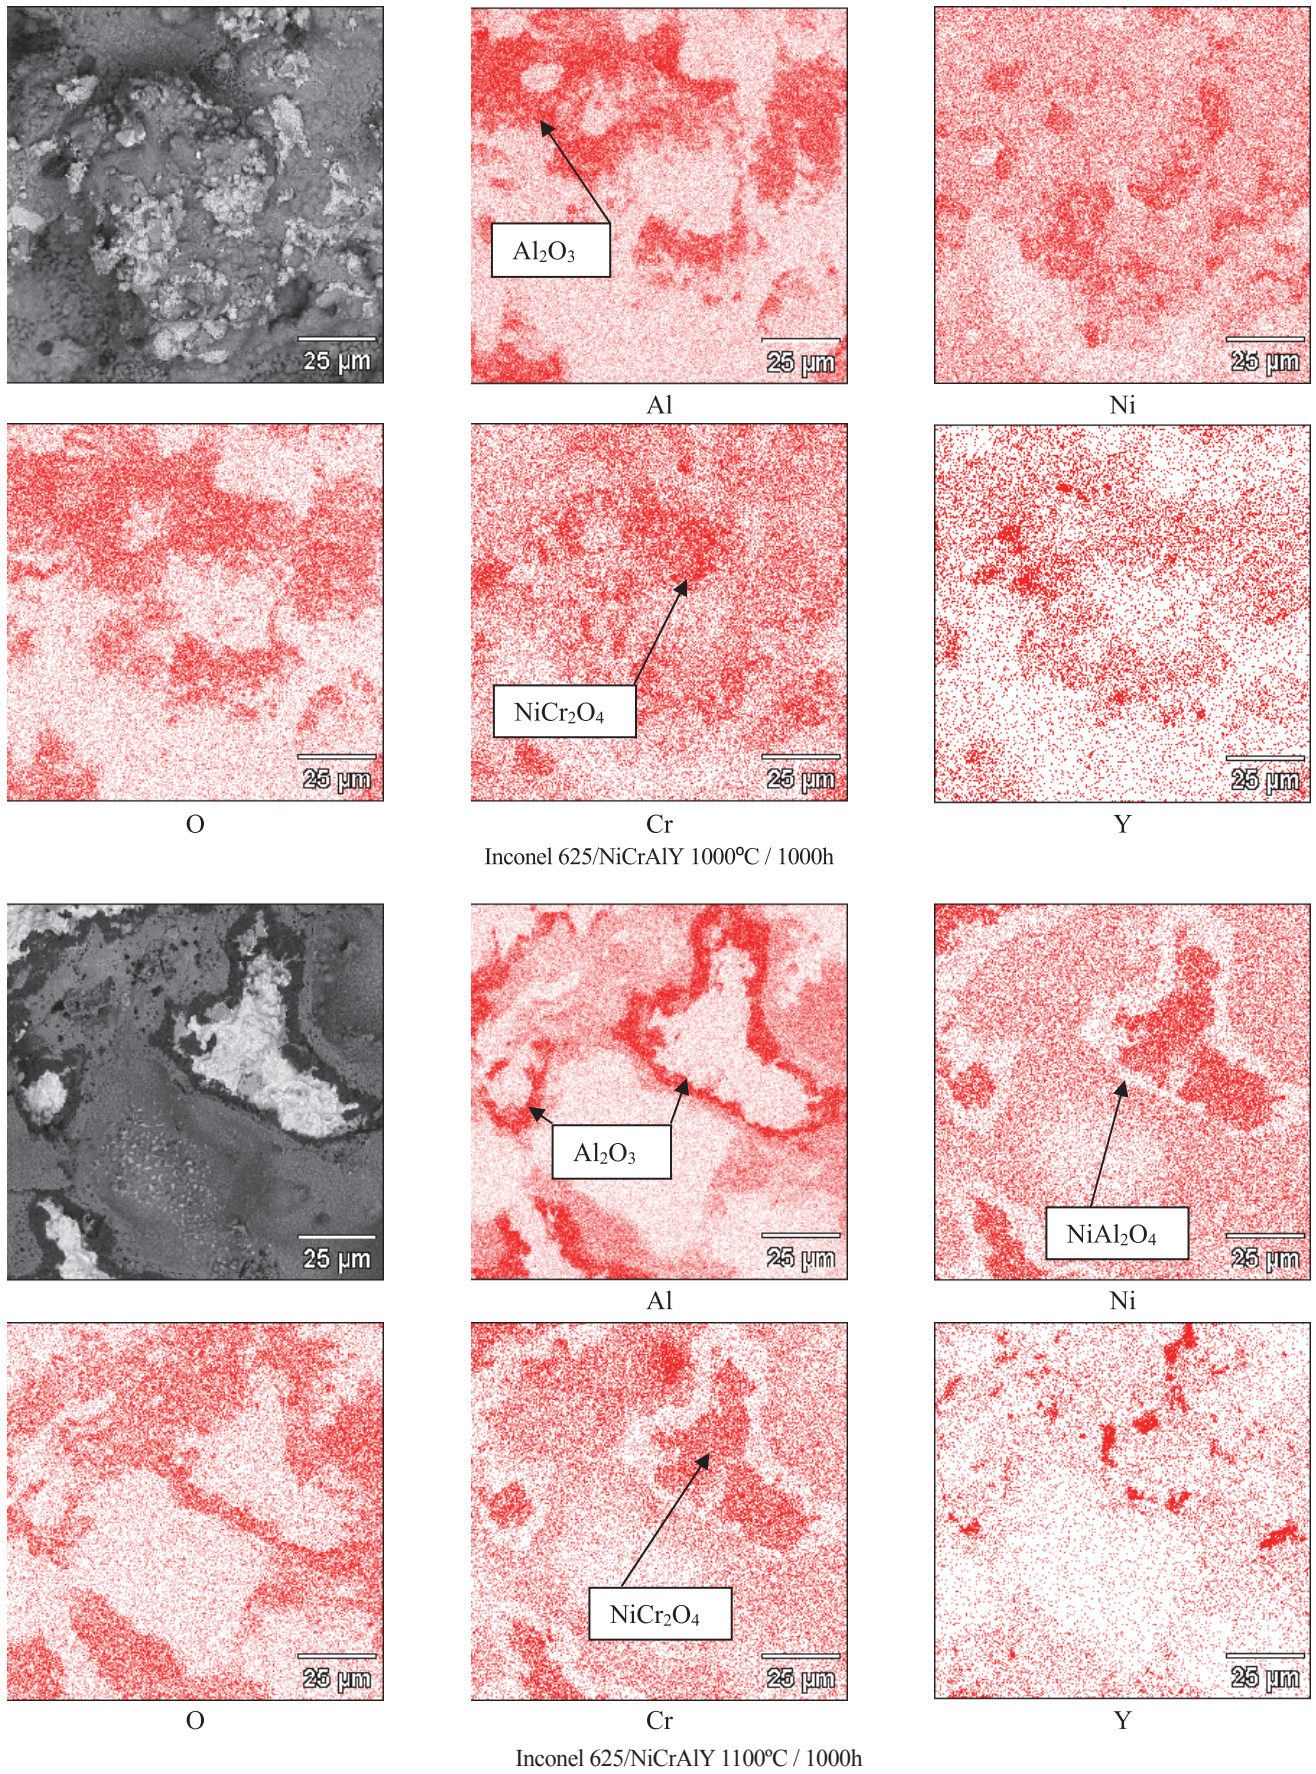 25 µm
Al₂O₃
25 µm
25 µm
Al
Ni
25 µm
NiCr₂O₄
25 µm
25 µm
O
Cr
Y
Inconel 625/NiCrAlY 1000ºC / 1000h
25 µm
Al₂O₃
25 µm
NiAl₂O₄
25 µm
Al
Ni
25 µm
NiCr₂O₄
25 µm
25 µm
O
Cr
Y
Inconel 625/NiCrAlY 1100ºC / 1000h